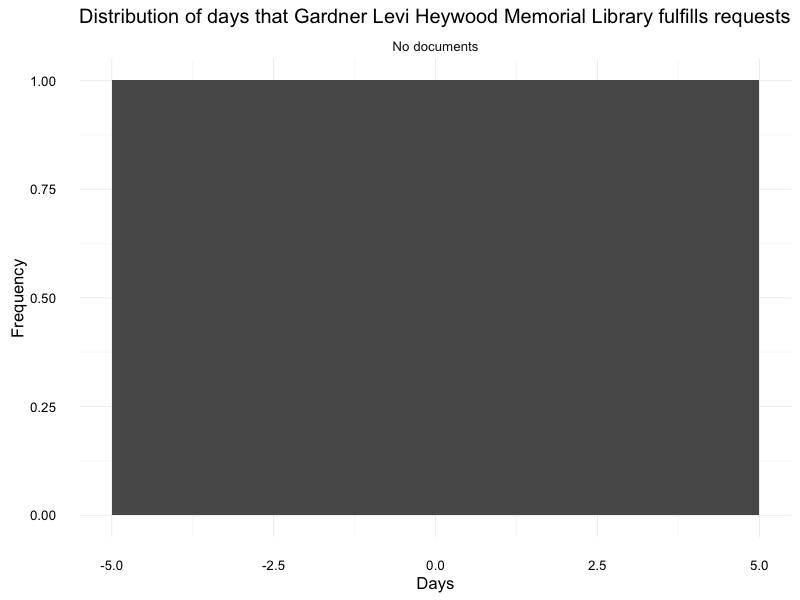 Distribution of days that Gardner Levi Heywood Memorial Library fulfills requests
No documents
1.00
0.75
0.50
0.25
0.00
Frequency
-5.0 -2.5 0.0 2.5 5.0
Days